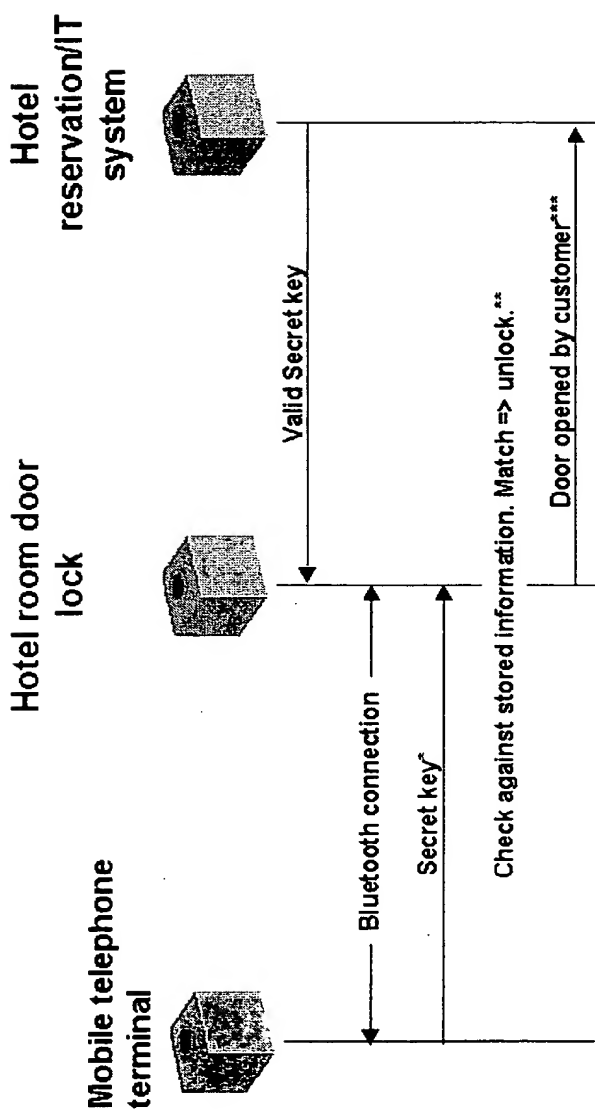 Mobile telephone
terminal
Hotel room door
lock
Hotel
reservation/IT
system
Valid Secret key
Bluetooth connection
Secret key*
Check against stored information. Match => unlock.**
Door opened by customer***